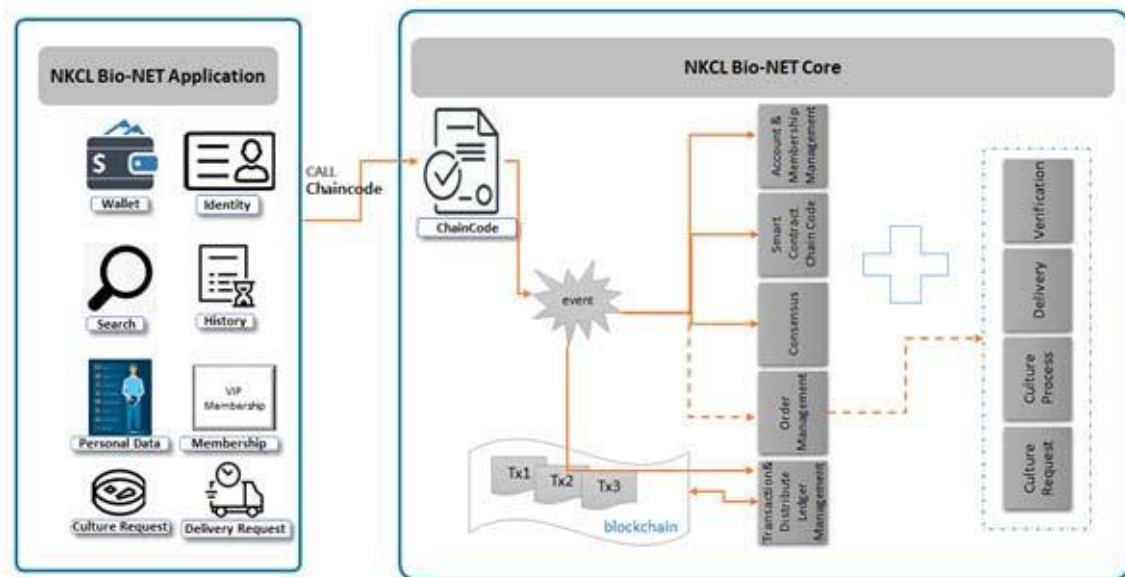 NKCL Bio-NET Application
$
Wallet
Identity
Search
History
VIP
Membership
Personal Data
Membership
Culture Request
Delivery Request
CALL
Chaincode
NKCL Bio-NET Core
ChainCode
event
Account &
Membership
Management
Smart
Contract
Chain Code
Consensus
Order
Management
Transaction&
Distribute
Ledger
Management
Tx1
Tx2
Tx3
blockchain
Verification
Delivery
Culture
Process
Culture
Request